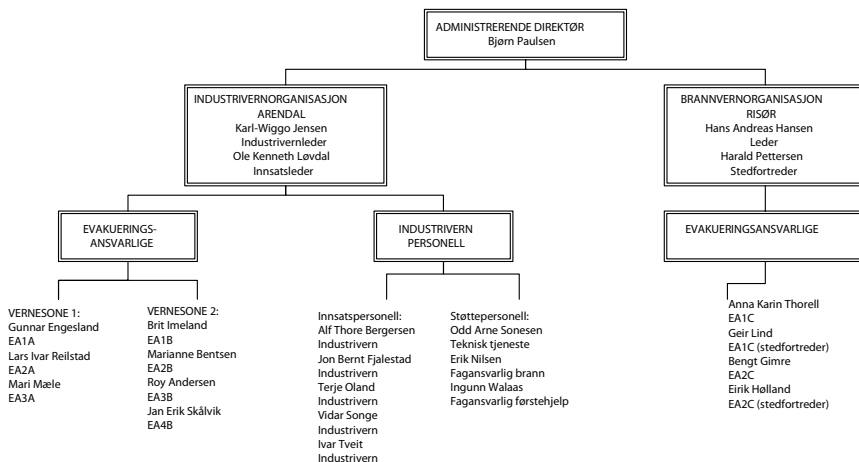 ADMINISTRERENDE DIREKTØR
Bjørn Paulsen
INDUSTRIVERNORGANISASJON
ARENDAL
Karl-Wiggo Jensen
Industrivernleder
Ole Kenneth Løvdal
Innsatsleder
BRANNVERNORGANISASJON
RISØR
Hans Andreas Hansen
Leder
Harald Pettersen
Stedfortreder
EVAKUERINGS-
ANSVARLIGE
INDUSTRIVERN
PERSONELL
EVAKUERINGSANSVARLIGE
VERNESONE 1:
Gunnar Engesland
EA1A
Lars Ivar Reilstad
EA2A
Mari Mæle
EA3A
VERNESONE 2:
Brit Imeland
EA1B
Marianne Bentsen
EA2B
Roy Andersen
EA3B
Jan Erik Skålvik
EA4B
Innsatspersonell:
Alf Thore Bergersen
Industrivern
Jon Bernt Fjalestad
Industrivern
Terje Oland
Industrivern
Vidar Songe
Industrivern
Ivar Tveit
Industrivern
Støttepersonell:
Odd Arne Sonesen
Teknisk tjeneste
Erik Nilsen
Fagansvarlig brann
Ingunn Walaas
Fagansvarlig førstehjelp
Anna Karin Thorell
EA1C
Geir Lind
EA1C (stedfortreder)
Bengt Gimre
EA2C
Eirik Hølland
EA2C (stedfortreder)